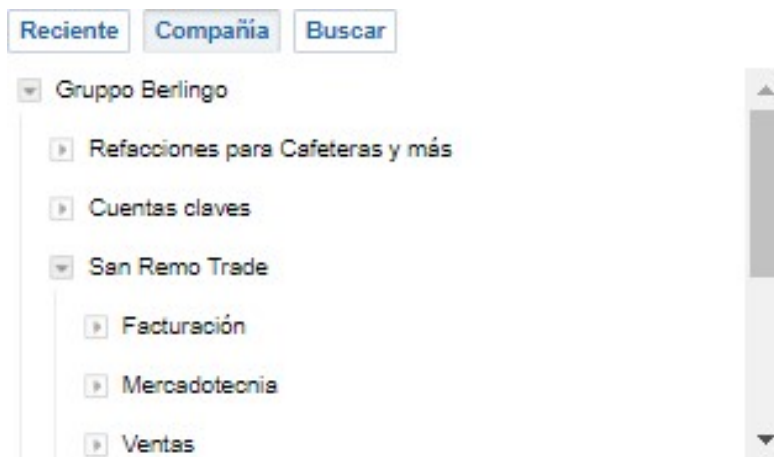 Reciente Compañía Buscar
Gruppo Berlingo
Refacciones para Cafeteras y más
Cuentas claves
San Remo Trade
Facturación
Mercadotecnia
Ventas